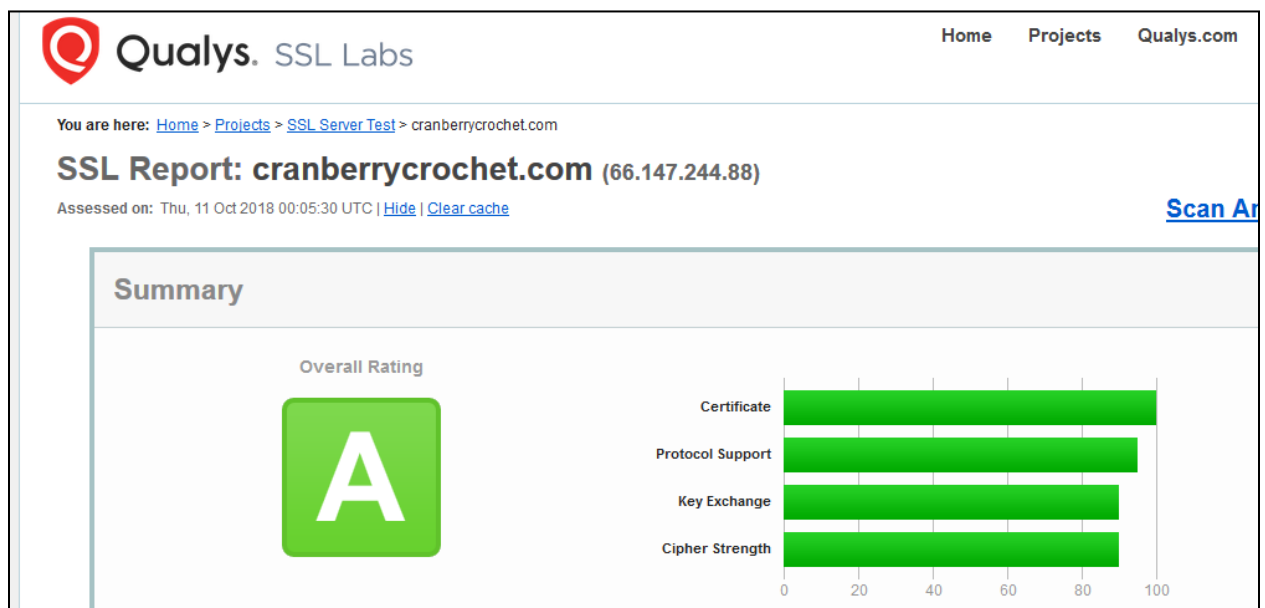 Qualys. SSL Labs
Home Projects Qualys.com
You are here: Home > Projects > SSL Server Test > cranberrycrochet.com
SSL Report: cranberrycrochet.com (66.147.244.88)
Assessed on: Thu, 11 Oct 2018 00:05:30 UTC | Hide | Clear cache
Scan
Summary
Overall Rating
A
Certificate
Protocol Support
Key Exchange
Cipher Strength
0 20 40 60 80 100